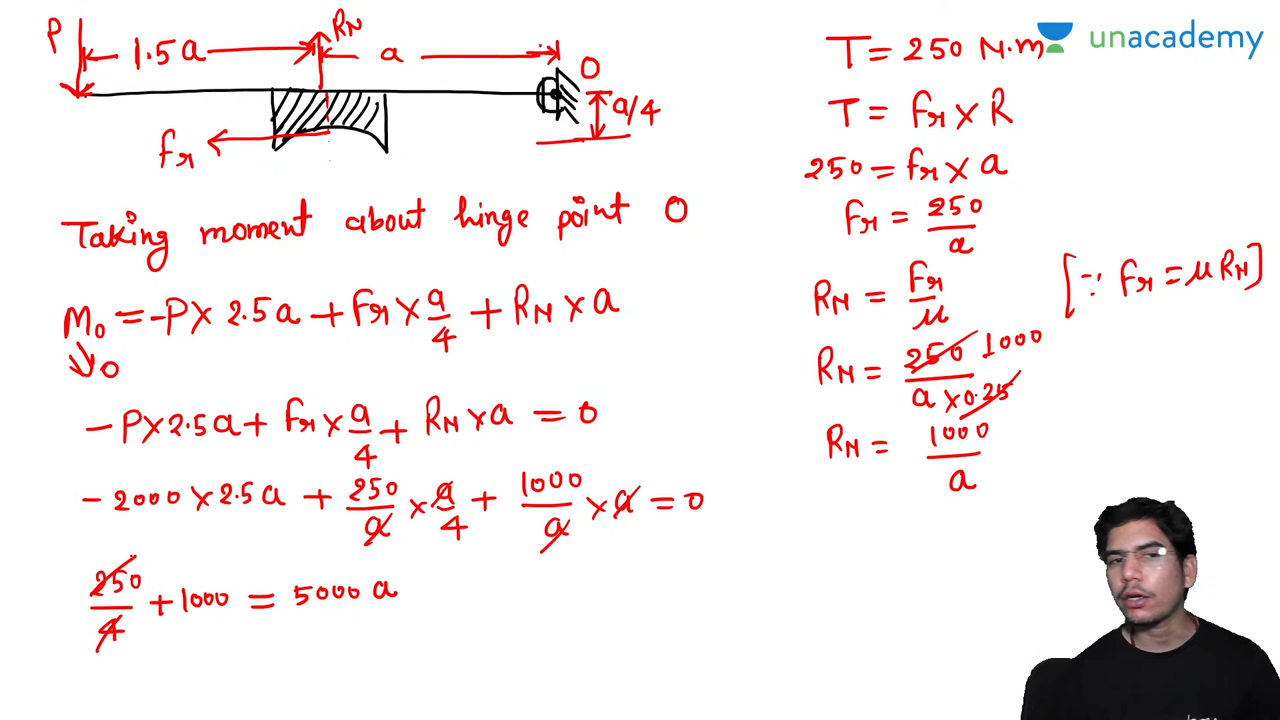 P
1.5a
RN
a
O
a/4
Fr
Taking moment about hinge point O
M₀ = -P× 2.5a + Fr × a/4 + RN × a
0
-P×2.5a + Fr × a/4 + RN × a = 0
-2000 × 2.5a + 250/a × a/4 + 1000/a × a = 0
250/4 + 1000 = 5000 a
unacademy
T = 250 N.m
T = Fr × R
250 = Fr × a
Fr = 250/a
RN = Fr/μ [∵ Fr = μ RN]
RN = 250/a × 0.25 1000
RN = 1000/a